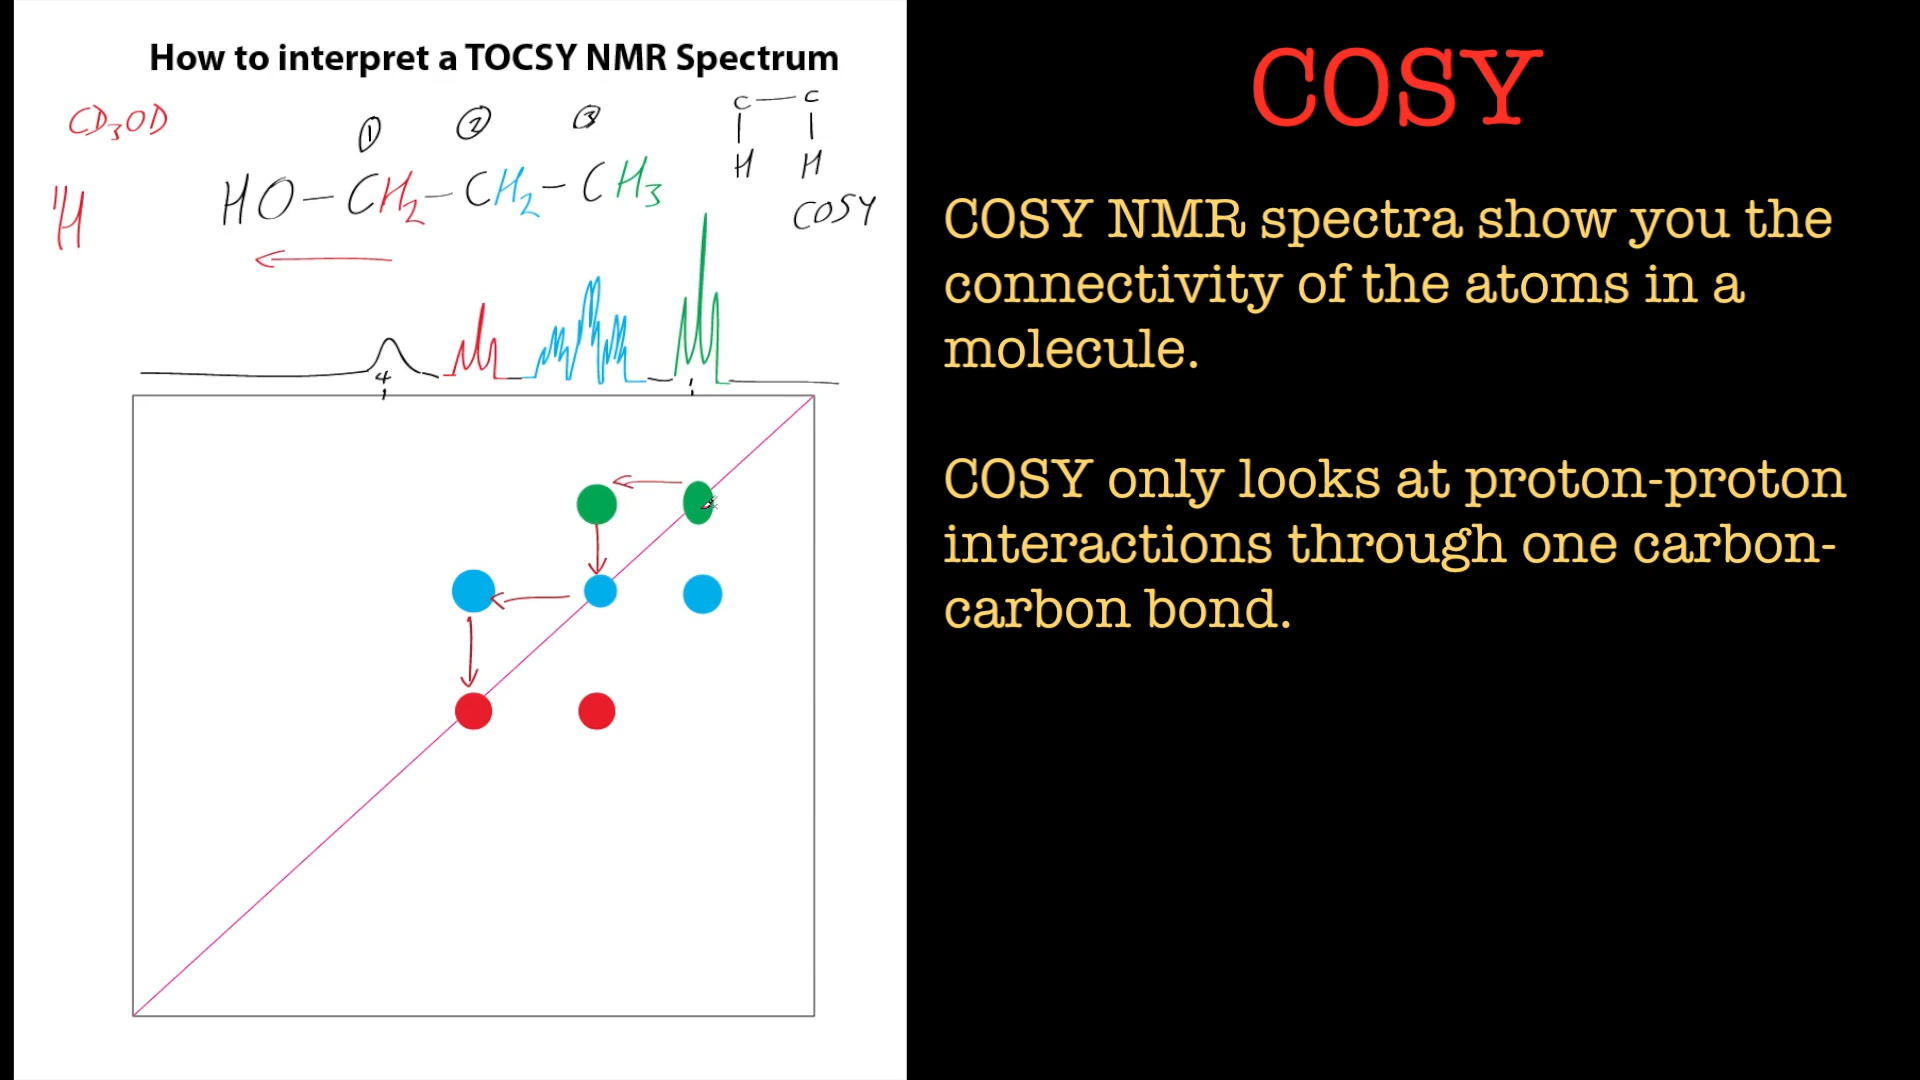 How to interpret a TOCSY NMR Spectrum
CD₃OD
① ② ③
C — C
H H
COSY
¹H
HO — CH₂ — CH₂ — CH₃
4
COSY
COSY NMR spectra show you the
connectivity of the atoms in a
molecule.
COSY only looks at proton-proton
interactions through one carbon-
carbon bond.